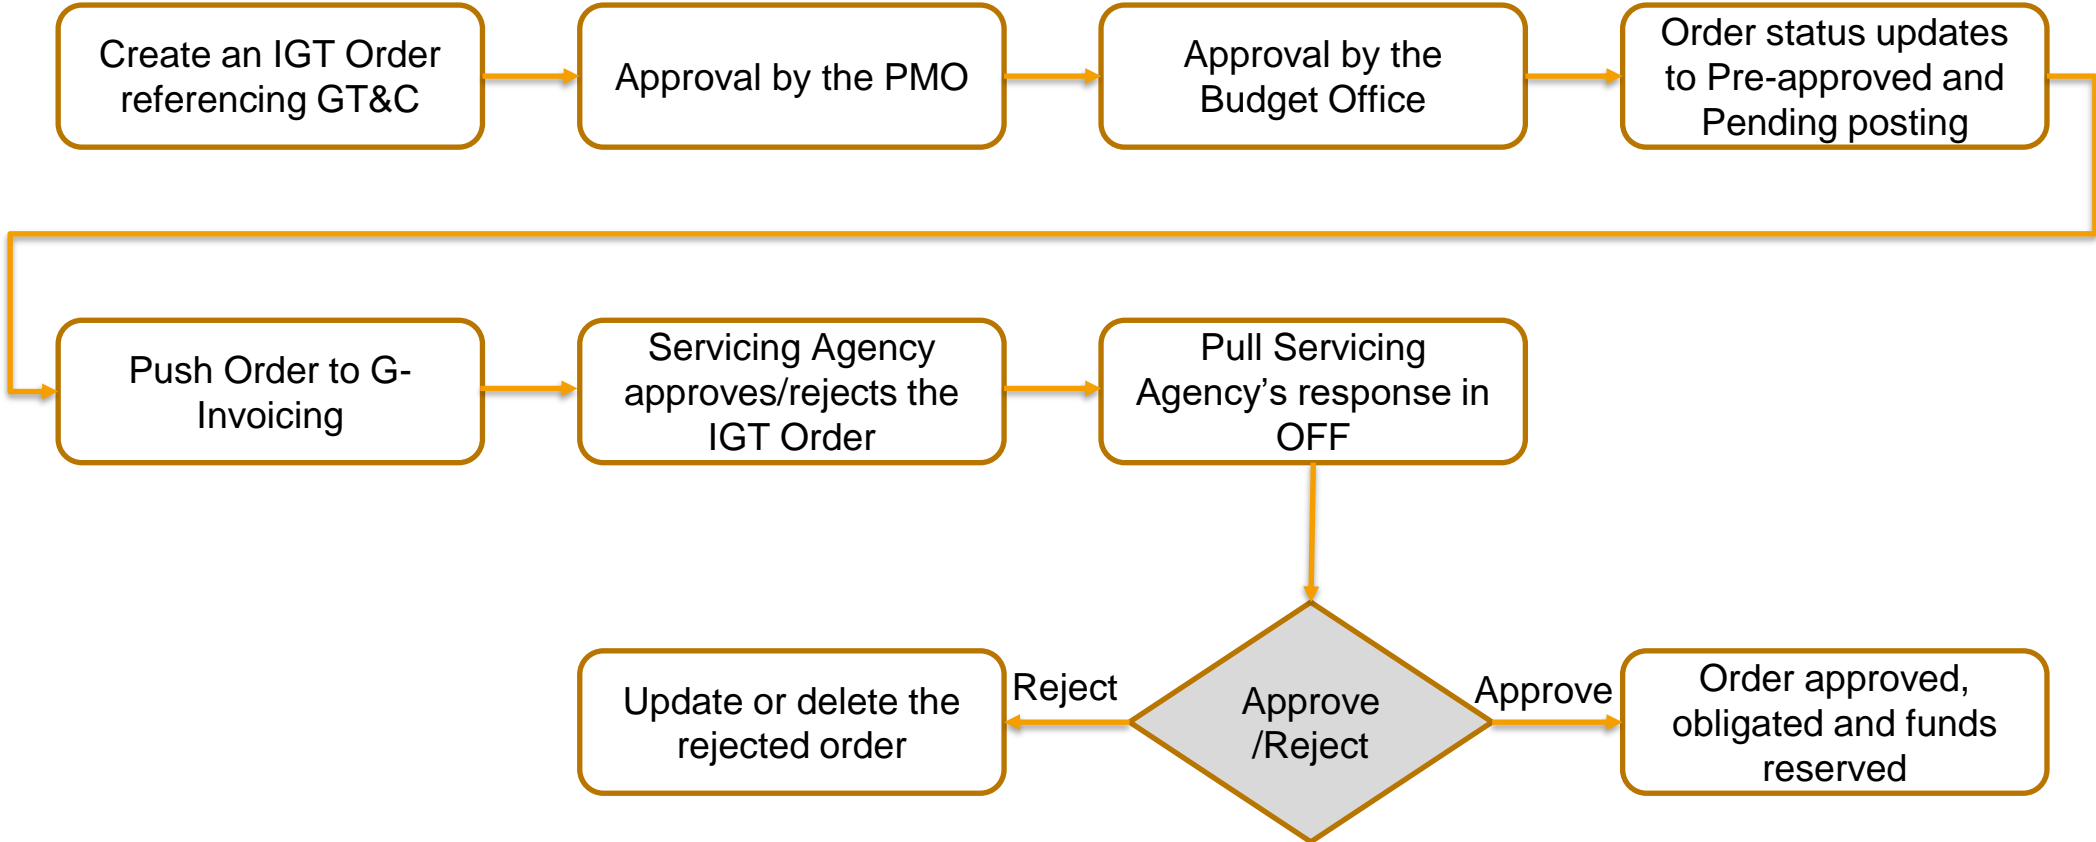 Create an IGT Order
referencing GT&C
Approval by the PMO
Approval by the
Budget Office
Order status updates
to Pre-approved and
Pending posting
Push Order to G-
Invoicing
Servicing Agency
approves/rejects the
IGT Order
Pull Servicing
Agency’s response in
OFF
Update or delete the
rejected order
Reject
Approve
/Reject
Approve
Order approved,
obligated and funds
reserved